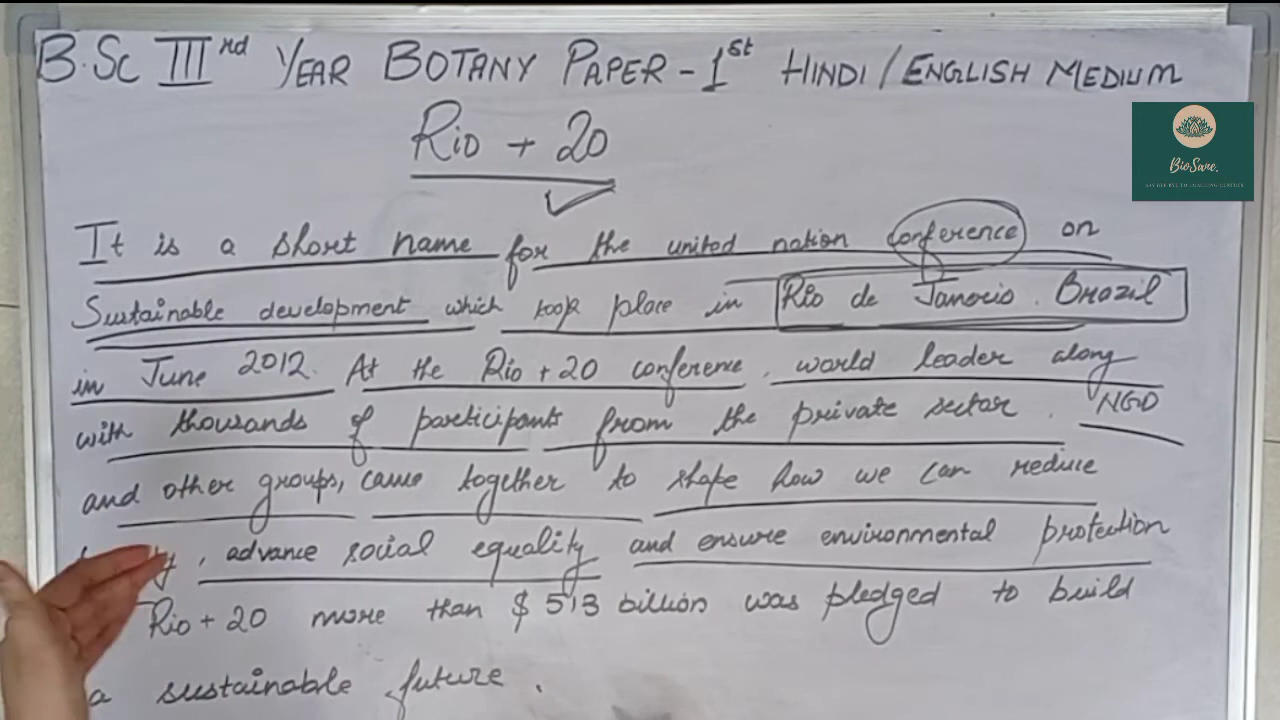 B.Sc IIIrd YEAR BOTANY PAPER - 1st HINDI / ENGLISH MEDIUM
Rio + 20
BioSane.
It is a short name for the united nation conference on
Sustainable development which took place in Rio de Janorio. Brazil
in June 2012. At the Rio + 20 conference, world leader along
with thousands of participants from the private sector. NGO
and other groups, came together to shape how we can reduce
, advance social equality and ensure environmental protection
Rio + 20 more than $ 513 billion was pledged to build
a sustainable future.